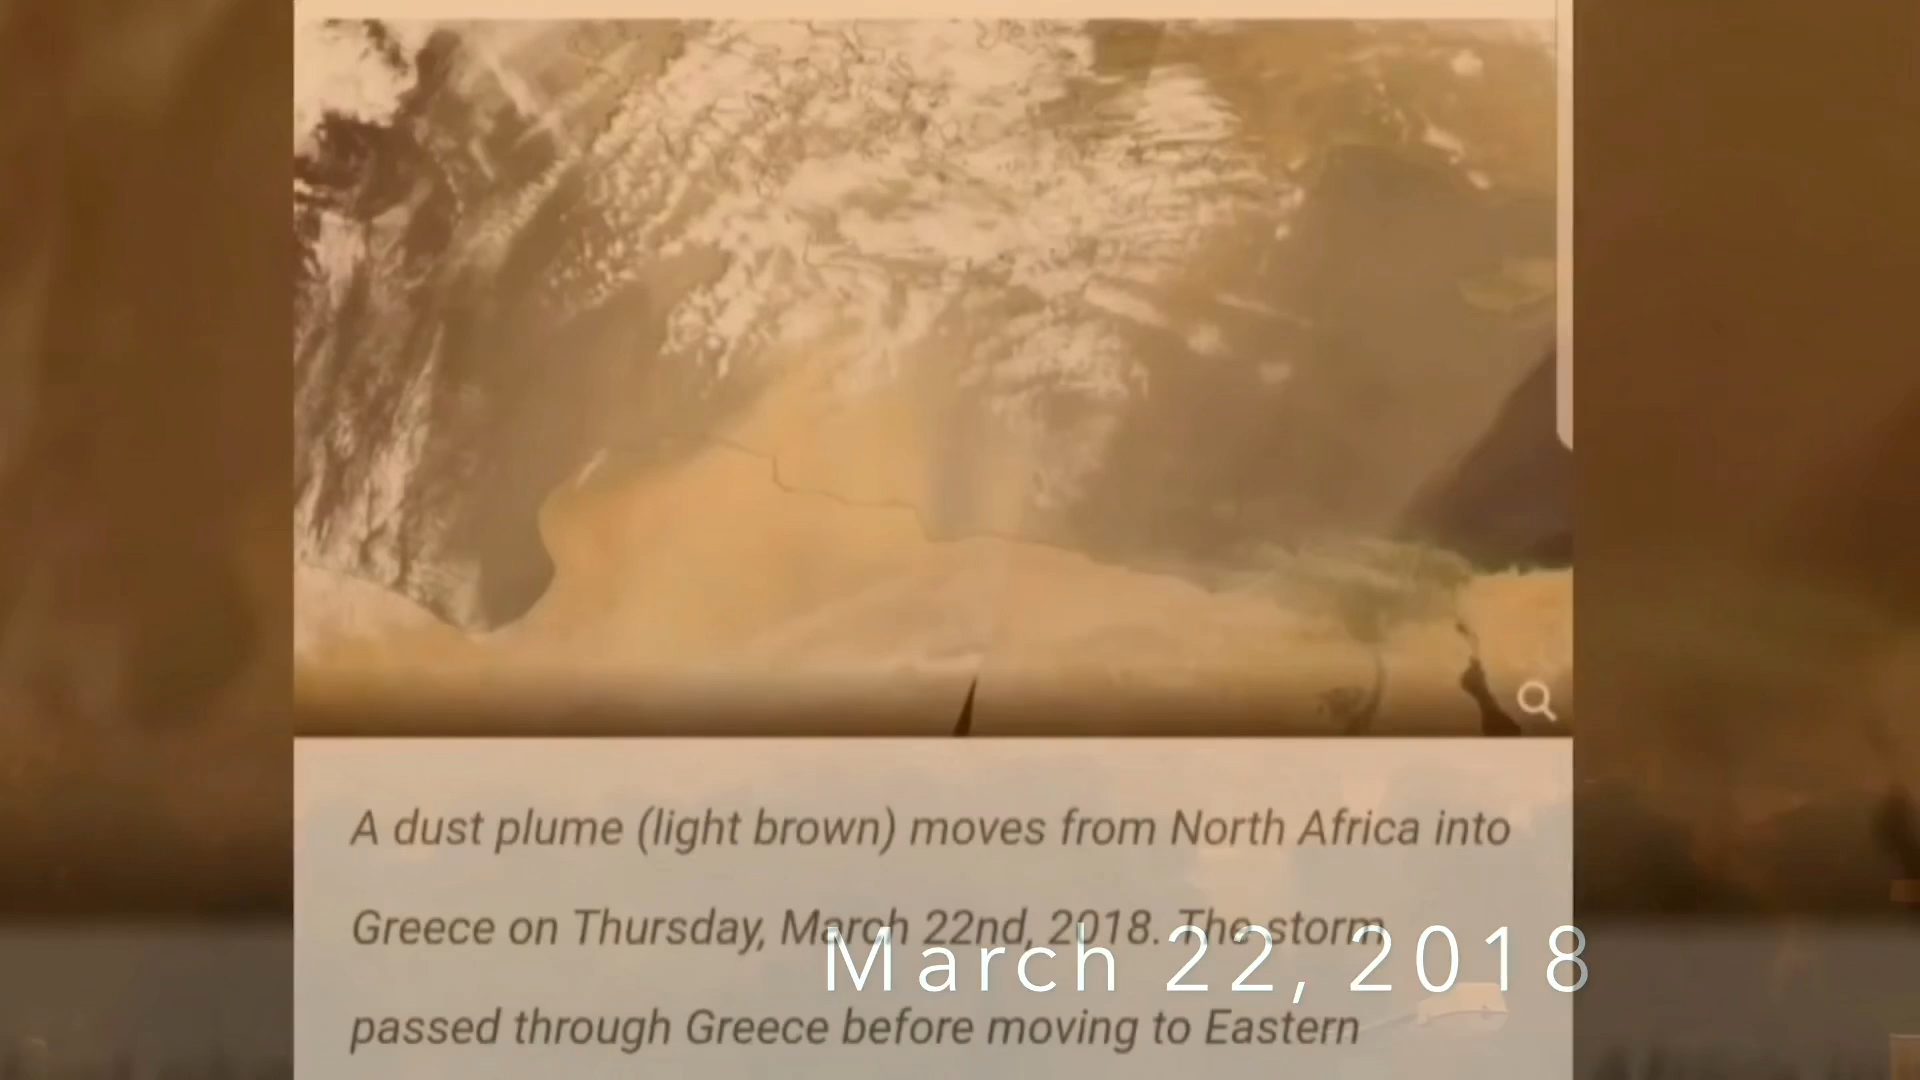 A dust plume (light brown) moves from North Africa into
Greece on Thursday, March 22nd, 2018. The storm
March 22, 2018
passed through Greece before moving to Eastern